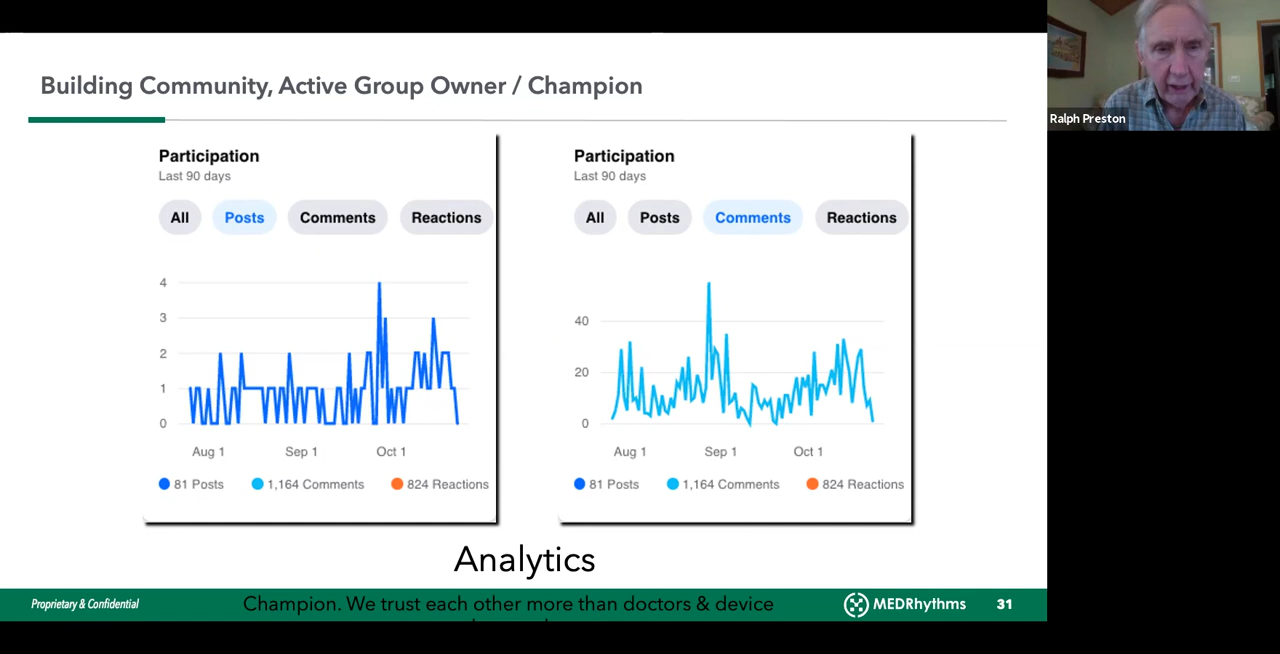 Building Community, Active Group Owner / Champion
Ralph Preston
Participation
Last 90 days
All Posts Comments Reactions
4
3
2
1
0
Aug 1 Sep 1 Oct 1
81 Posts 1,164 Comments 824 Reactions
Participation
Last 90 days
All Posts Comments Reactions
40
20
0
Aug 1 Sep 1 Oct 1
81 Posts 1,164 Comments 824 Reactions
Analytics
Proprietary & Confidential
Champion. We trust each other more than doctors & device
MEDRhythms
31